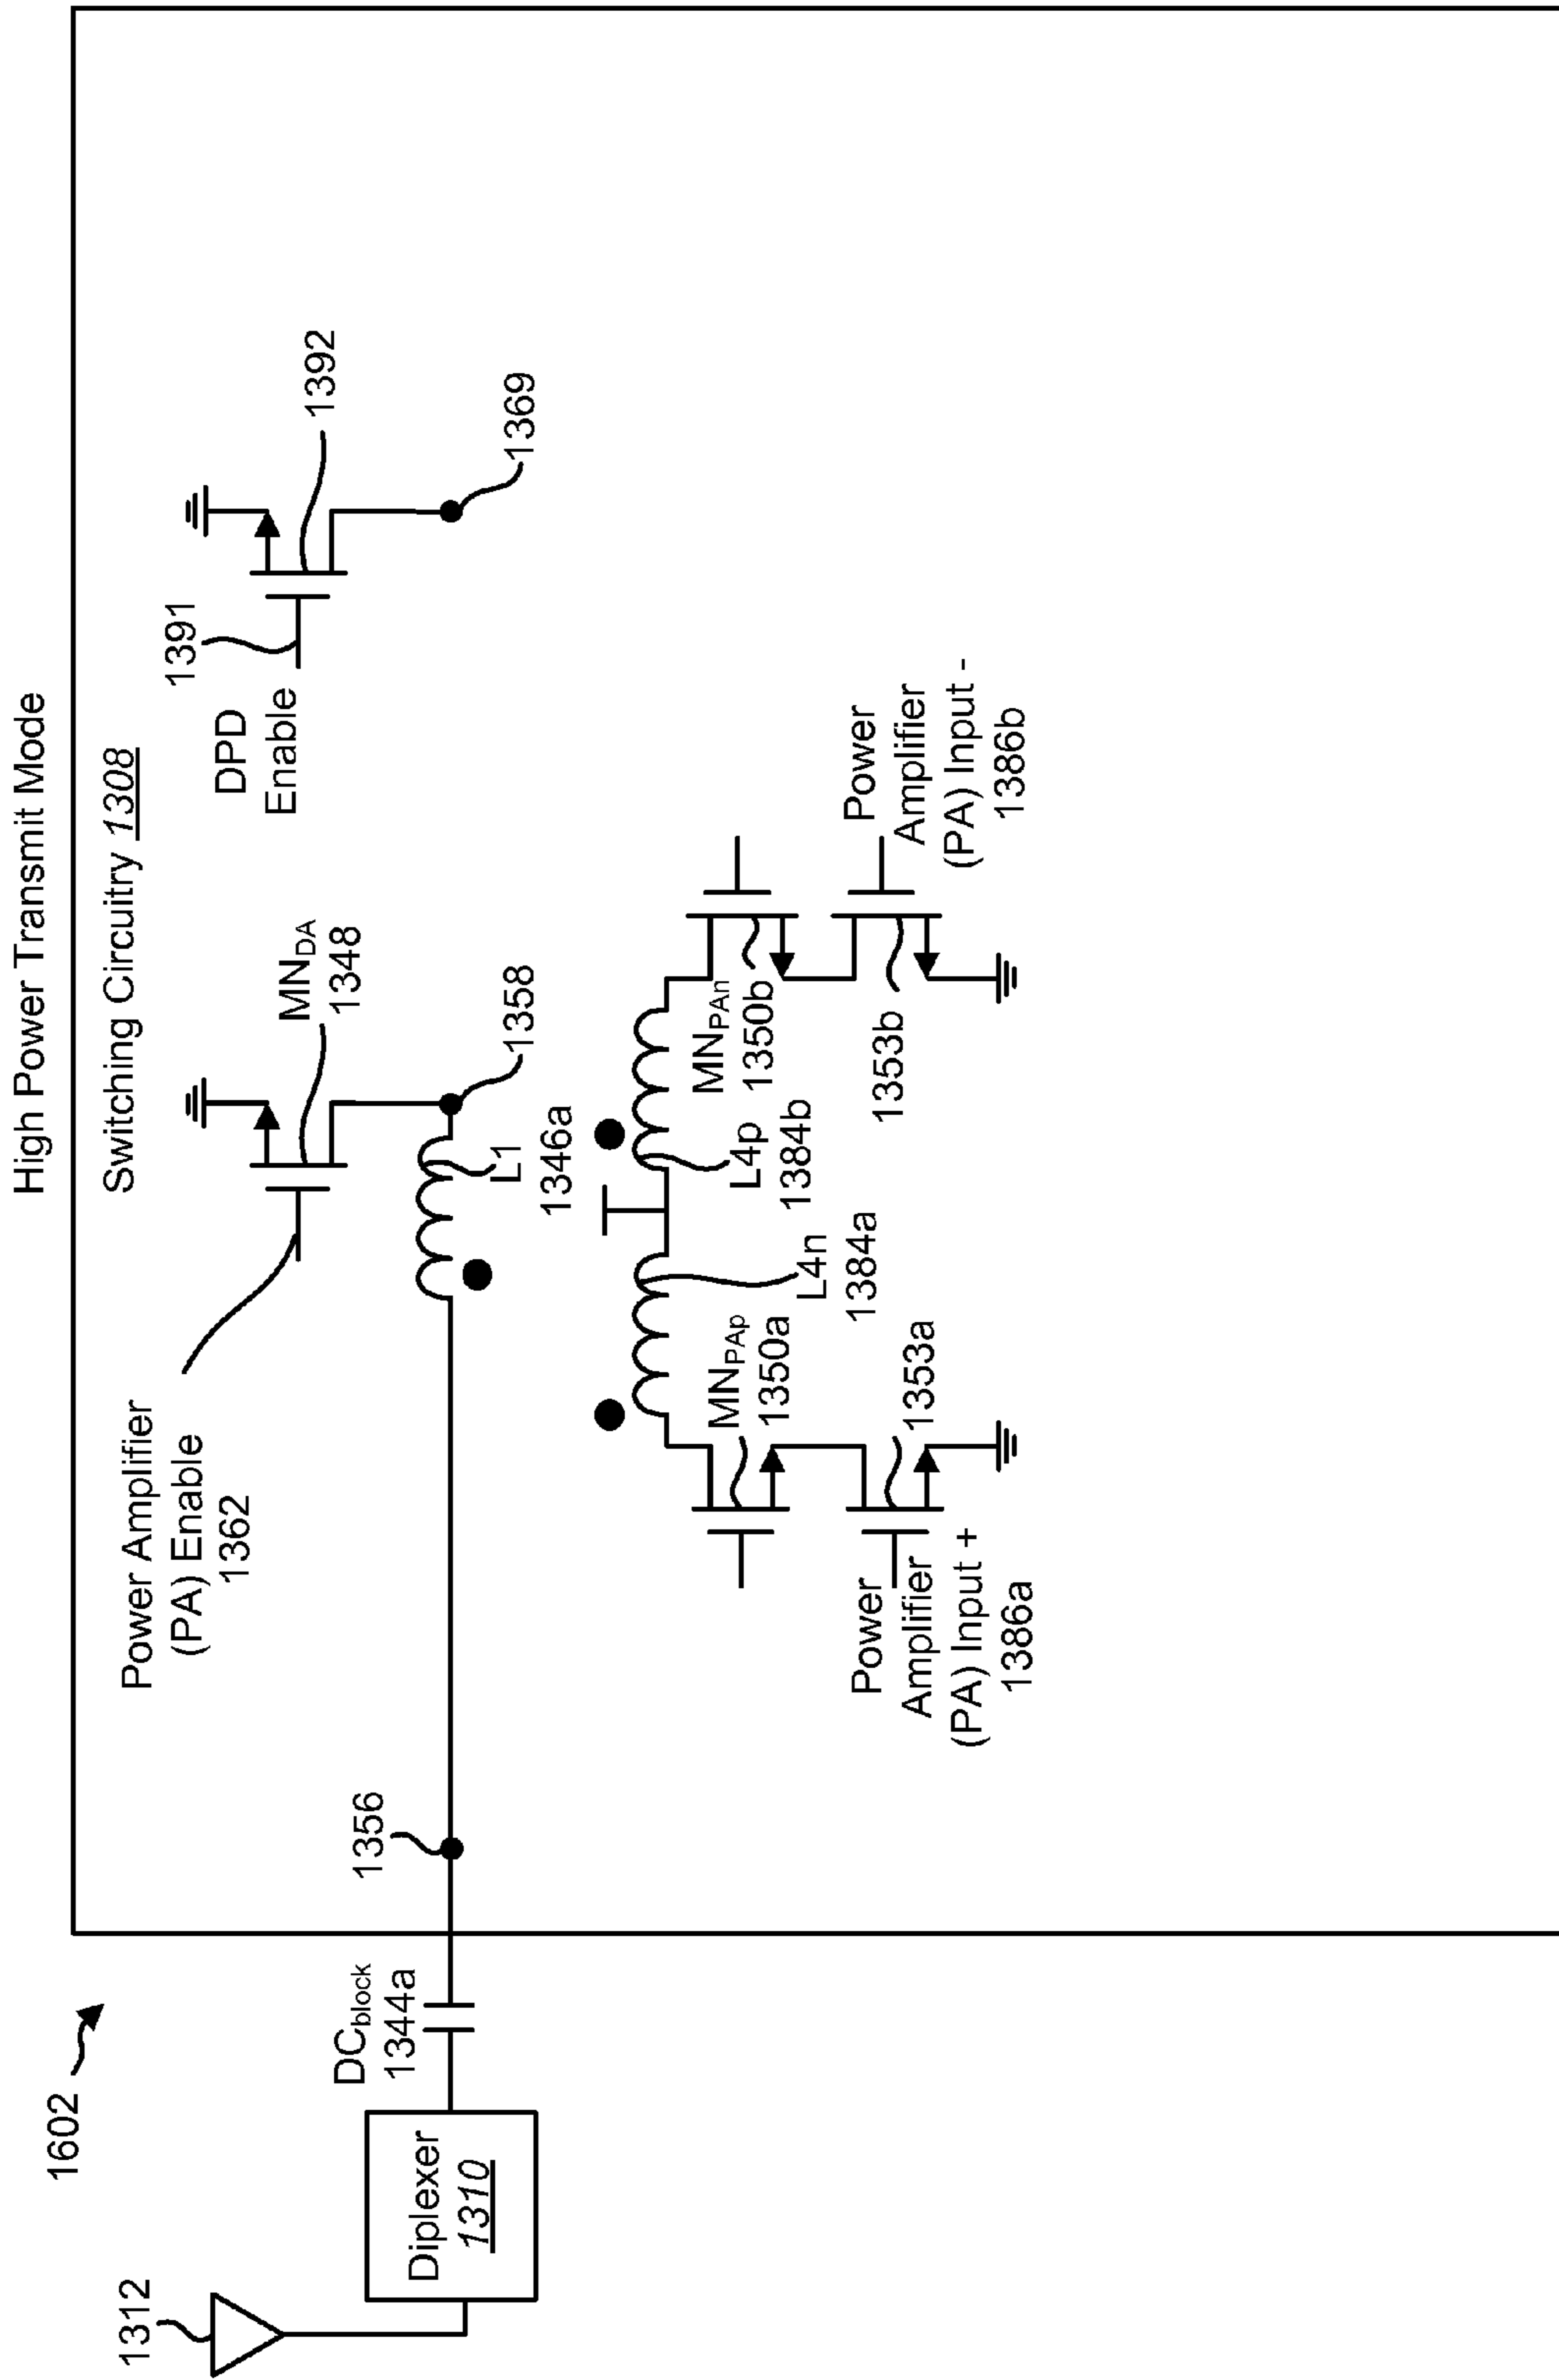 High Power Transmit Mode
1602
Switching Circuitry 1308
1312
Diplexer
1310
DCblock
1344a
1356
Power Amplifier
(PA) Enable
1362
MNDA
1348
1358
L1
1346a
DPD
Enable
1391
1392
1369
MNPAp
1350a
L4n
1384a
L4p
1384b
MNPAn
1350b
1353a
1353b
Power
Amplifier
(PA) Input +
1386a
Power
Amplifier
(PA) Input -
1386b